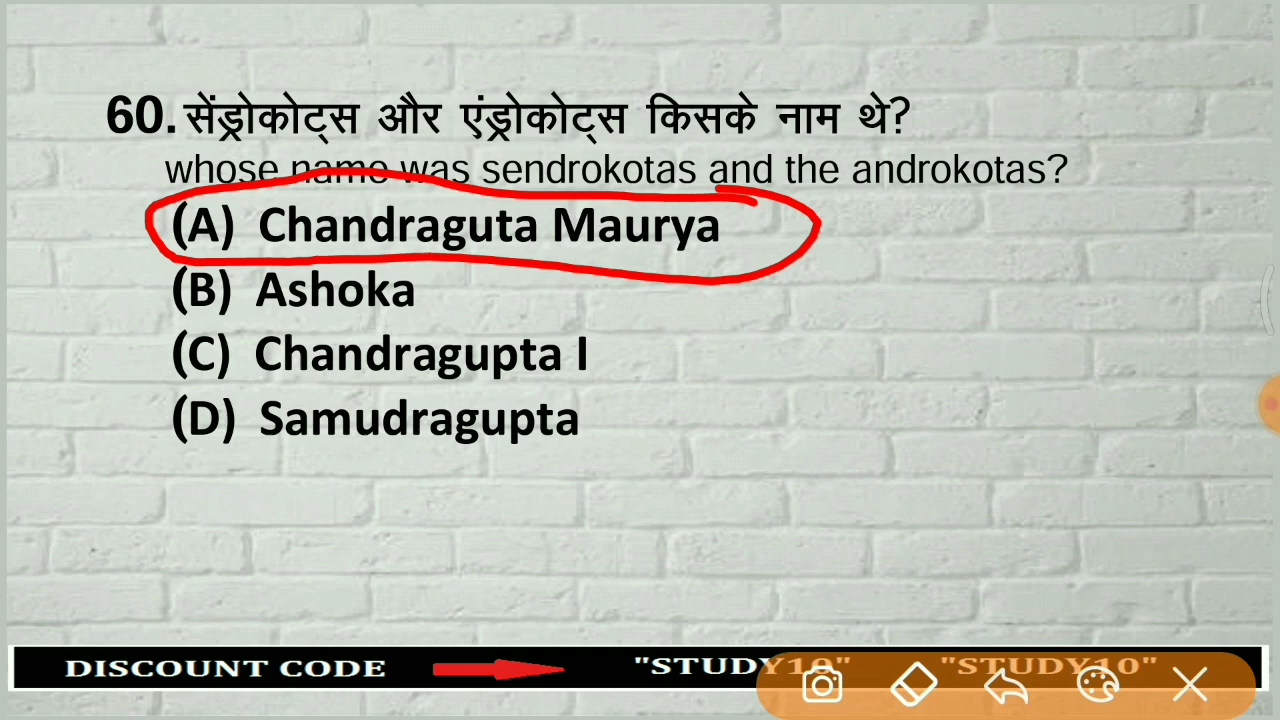 60. सेंड्रोकोट्स और एंड्रोकोट्स किसके नाम थे?
whose name was sendrokotas and the androkotas?
(A) Chandraguta Maurya
(B) Ashoka
(C) Chandragupta I
(D) Samudragupta
DISCOUNT CODE "STUDY10" "STUDY10"